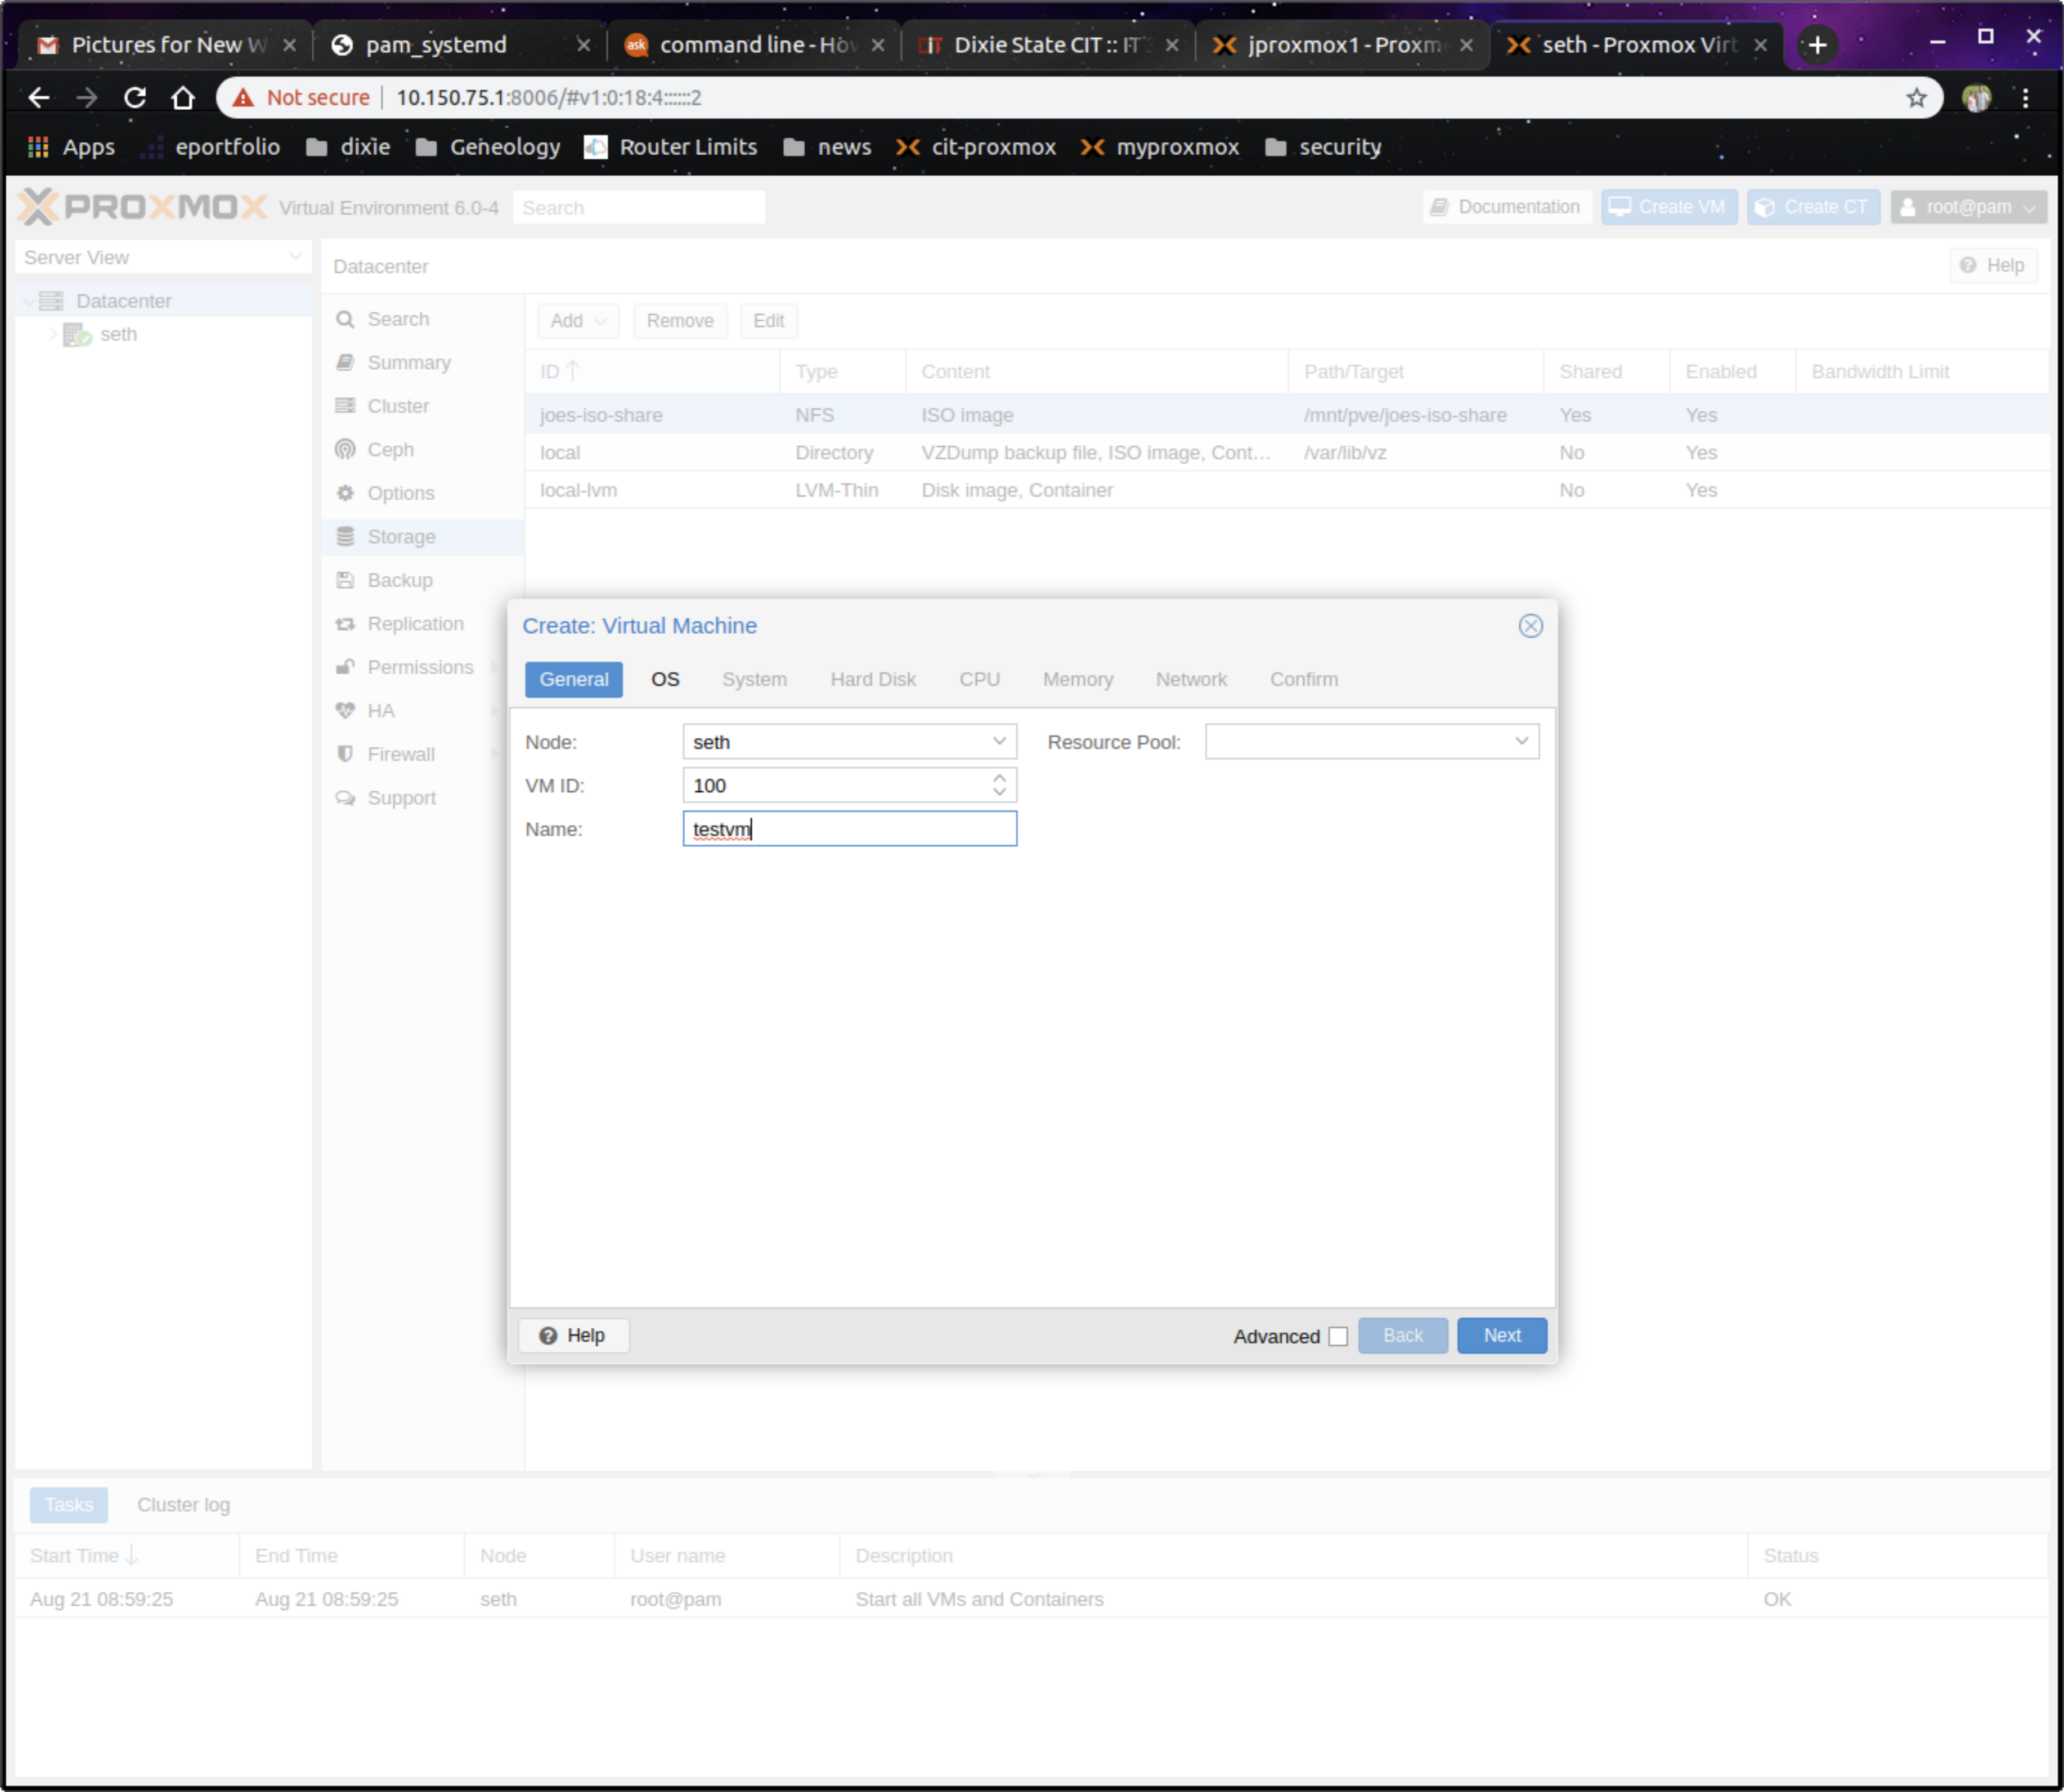 Pictures for New W pam_systemd command line - How Dixie State CIT :: IT jproxmox1 - Proxm seth - Proxmox Virt
Not secure 10.150.75.1:8006/#v1:0:18:4::::::2
Apps eportfolio dixie Geneology Router Limits news cit-proxmox myproxmox security
PROXMOX Virtual Environment 6.0-4 Search Documentation Create VM Create CT root@pam
Server View
Datacenter
seth
Datacenter Help
Search
Summary
Cluster
Ceph
Options
Storage
Backup
Replication
Permissions
HA
Firewall
Support
Add Remove Edit
ID Type Content Path/Target Shared Enabled Bandwidth Limit
joes-iso-share NFS ISO image /mnt/pve/joes-iso-share Yes Yes
local Directory VZDump backup file, ISO image, Cont... /var/lib/vz No Yes
local-lvm LVM-Thin Disk image, Container No Yes
Create: Virtual Machine
General OS System Hard Disk CPU Memory Network Confirm
Node: seth Resource Pool:
VM ID: 100
Name: testvm
Help Advanced Back Next
Tasks Cluster log
Start Time End Time Node User name Description Status
Aug 21 08:59:25 Aug 21 08:59:25 seth root@pam Start all VMs and Containers OK